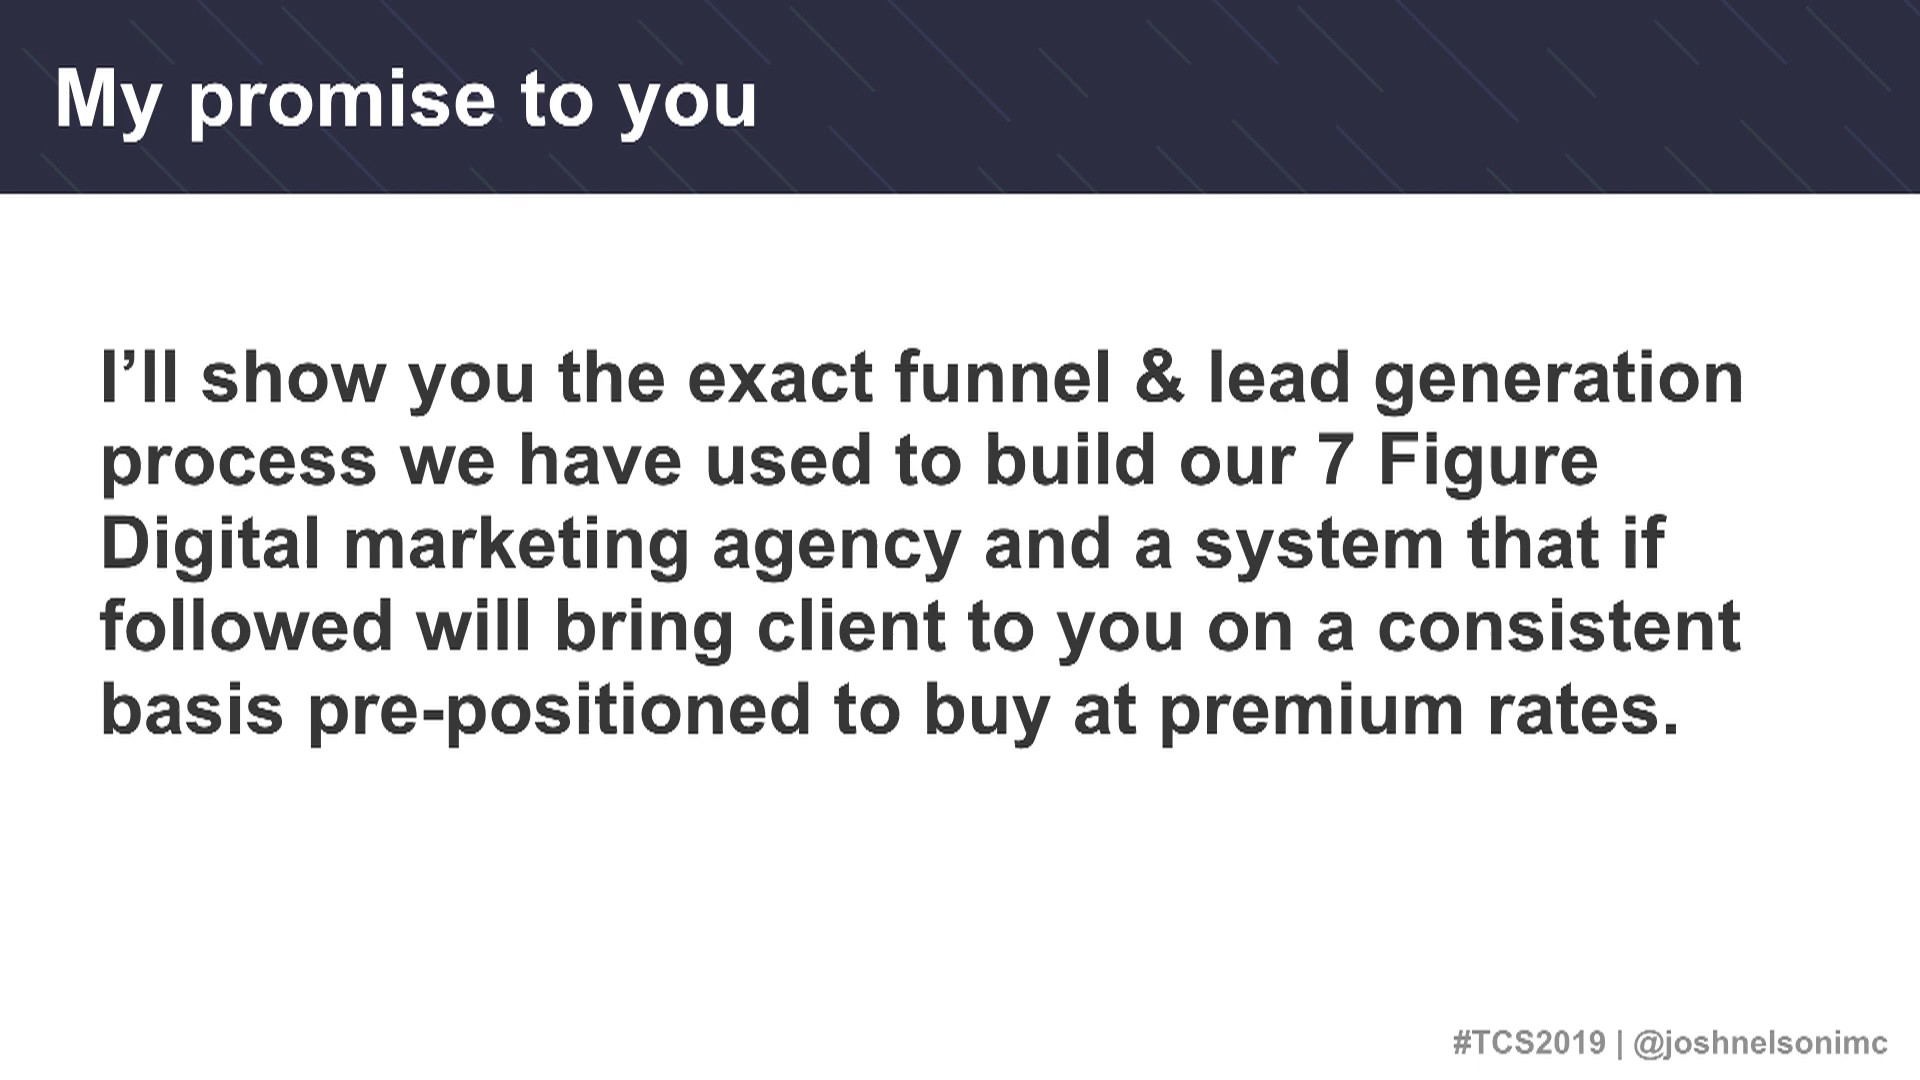 My promise to you
I’ll show you the exact funnel & lead generation
process we have used to build our 7 Figure
Digital marketing agency and a system that if
followed will bring client to you on a consistent
basis pre-positioned to buy at premium rates.
#TCS2019 | @joshnelsonimc